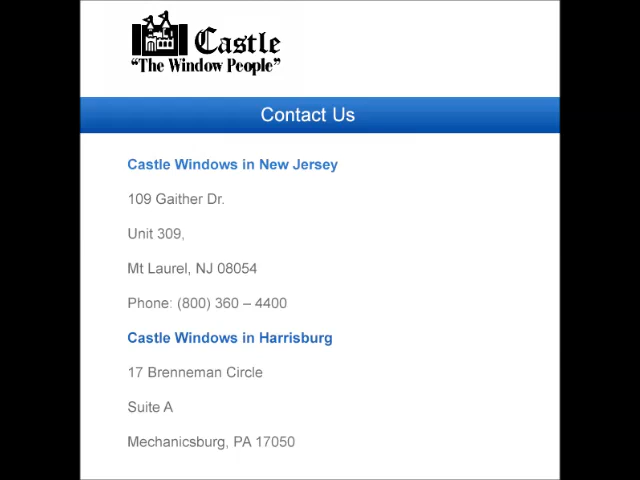 Castle
“The Window People”
Contact Us
Castle Windows in New Jersey
109 Gaither Dr.
Unit 309,
Mt Laurel, NJ 08054
Phone: (800) 360 – 4400
Castle Windows in Harrisburg
17 Brenneman Circle
Suite A
Mechanicsburg, PA 17050